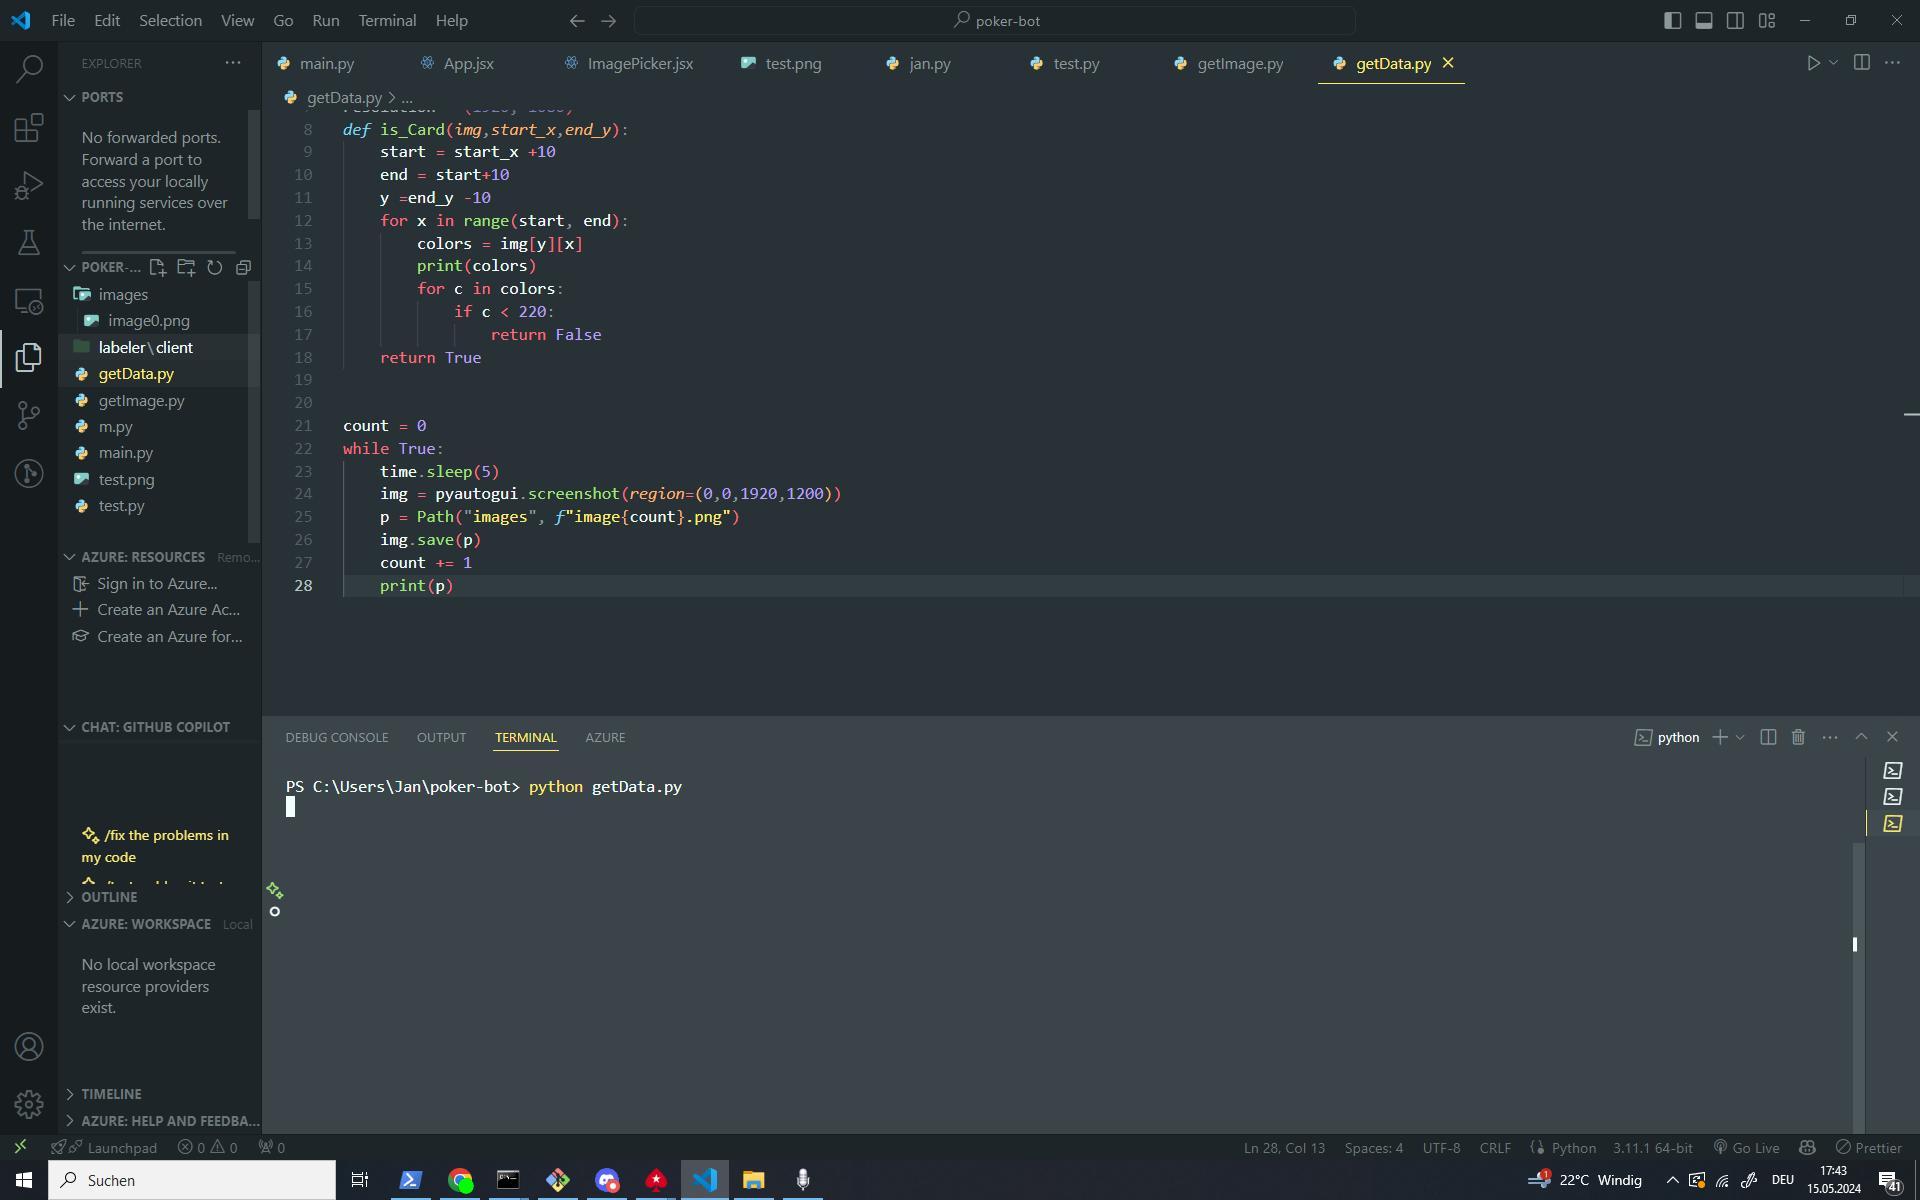 File Edit Selection View Go Run Terminal Help
poker-bot
EXPLORER
PORTS
No forwarded ports.
Forward a port to
access your locally
running services over
the internet.
POKER-...
images
image0.png
labeler\client
getData.py
getImage.py
m.py
main.py
test.png
test.py
AZURE: RESOURCES Remo...
Sign in to Azure...
Create an Azure Ac...
Create an Azure for...
CHAT: GITHUB COPILOT
/fix the problems in
my code
OUTLINE
AZURE: WORKSPACE Local
No local workspace
resource providers
exist.
TIMELINE
AZURE: HELP AND FEEDBA...
main.py App.jsx ImagePicker.jsx test.png jan.py test.py getImage.py getData.py
getData.py > ...
8 def is_Card(img,start_x,end_y):
9 start = start_x +10
10 end = start+10
11 y =end_y -10
12 for x in range(start, end):
13 colors = img[y][x]
14 print(colors)
15 for c in colors:
16 if c < 220:
17 return False
18 return True
19
20
21 count = 0
22 while True:
23 time.sleep(5)
24 img = pyautogui.screenshot(region=(0,0,1920,1200))
25 p = Path("images", f"image{count}.png")
26 img.save(p)
27 count += 1
28 print(p)
DEBUG CONSOLE OUTPUT TERMINAL AZURE
python
PS C:\Users\Jan\poker-bot> python getData.py
Launchpad 0 0 0
Ln 28, Col 13 Spaces: 4 UTF-8 CRLF Python 3.11.1 64-bit Go Live Prettier
Suchen
1 22°C Windig DEU 17:43
15.05.2024 41